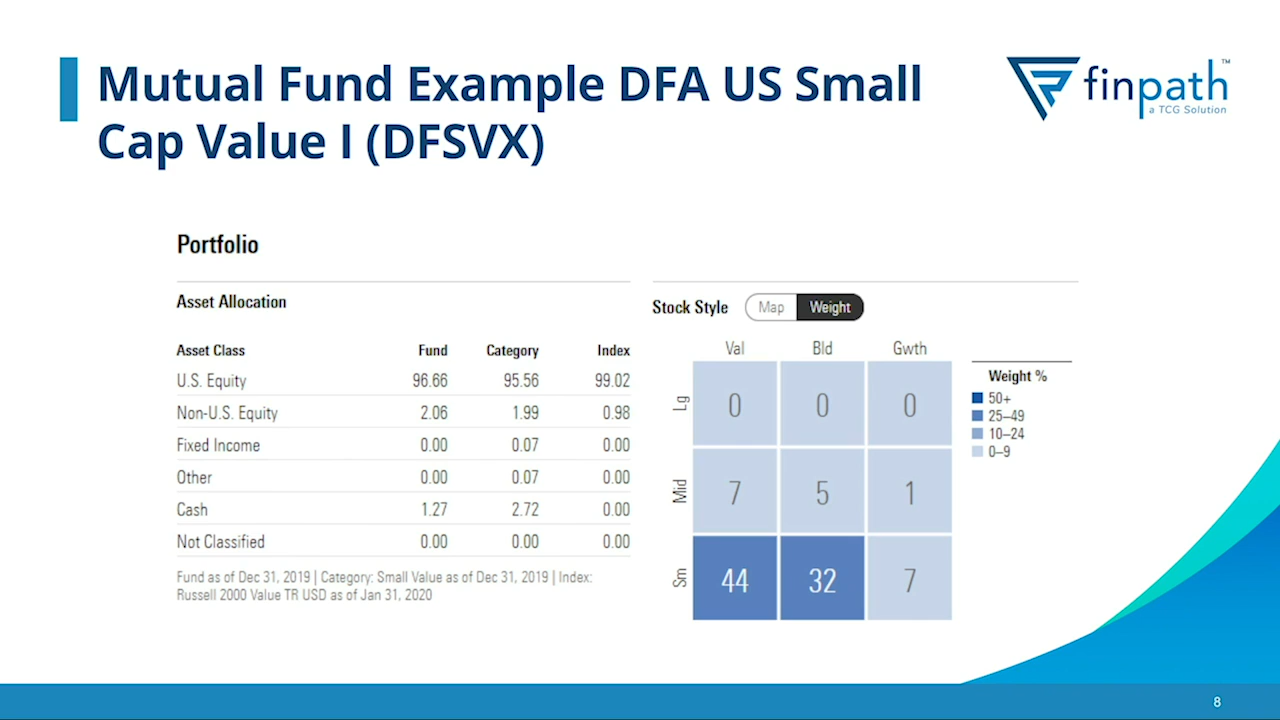 Mutual Fund Example DFA US Small
Cap Value I (DFSVX)
finpath™
a TCG Solution
Portfolio
Asset Allocation
Asset Class Fund Category Index
U.S. Equity 96.66 95.56 99.02
Non-U.S. Equity 2.06 1.99 0.98
Fixed Income 0.00 0.07 0.00
Other 0.00 0.07 0.00
Cash 1.27 2.72 0.00
Not Classified 0.00 0.00 0.00
Fund as of Dec 31, 2019 | Category: Small Value as of Dec 31, 2019 | Index:
Russell 2000 Value TR USD as of Jan 31, 2020
Stock Style Map Weight
Val Bld Gwth
Lg 0 0 0
Mid 7 5 1
Sm 44 32 7
Weight %
50+
25–49
10–24
0–9
8